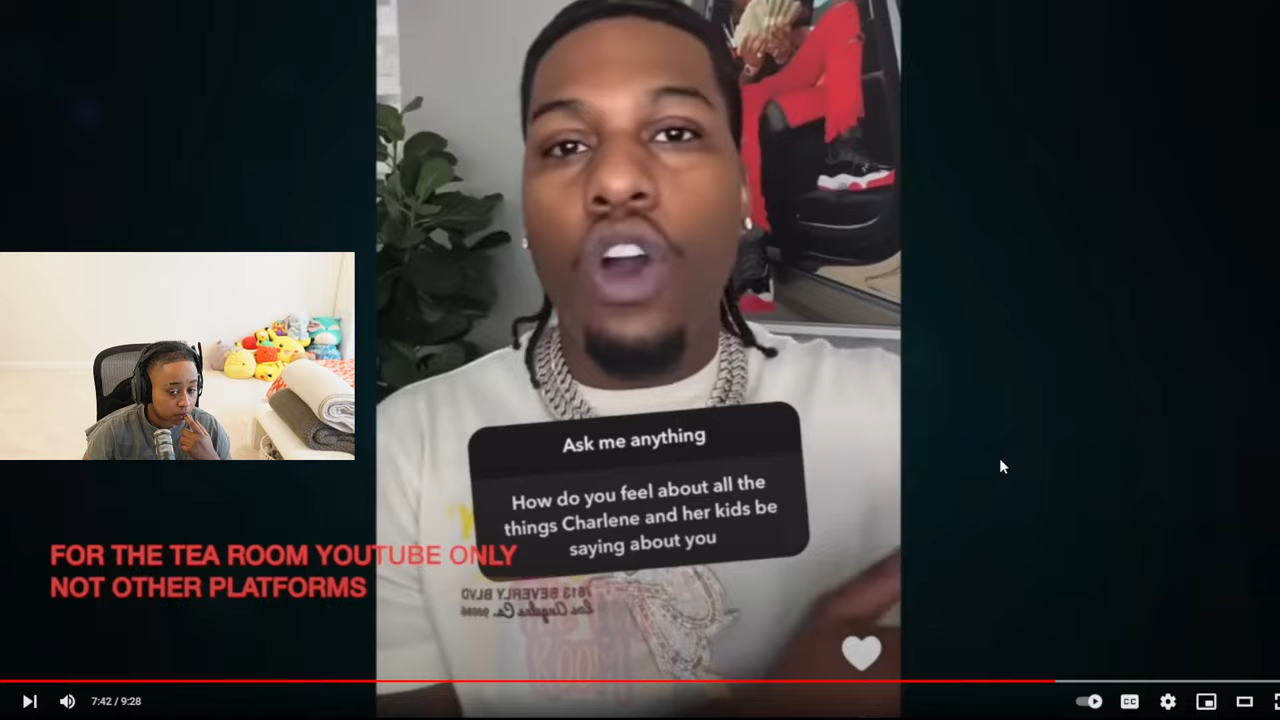 Ask me anything
How do you feel about all the
things Charlene and her kids be
saying about you
FOR THE TEA ROOM YOUTUBE ONLY
NOT OTHER PLATFORMS
7613 BEVERLY BLVD
Los Angeles Ca. 90036
7:42 / 9:28
CC